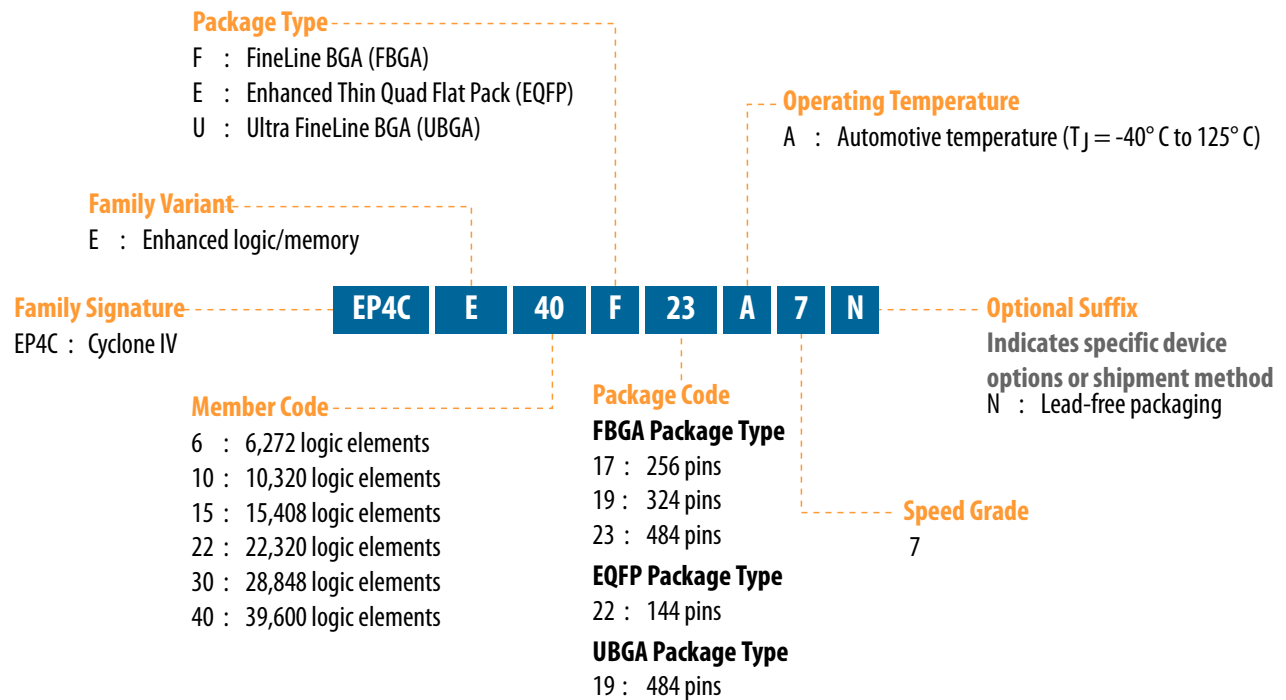 Package Type
F : FineLine BGA (FBGA)
E : Enhanced Thin Quad Flat Pack (EQFP)
U : Ultra FineLine BGA (UBGA)
Operating Temperature
A : Automotive temperature (TJ = -40° C to 125° C)
Family Variant
E : Enhanced logic/memory
Family Signature
EP4C : Cyclone IV
EP4C E 40 F 23 A 7 N
Optional Suffix
Indicates specific device
options or shipment method
N : Lead-free packaging
Member Code
6 : 6,272 logic elements
10 : 10,320 logic elements
15 : 15,408 logic elements
22 : 22,320 logic elements
30 : 28,848 logic elements
40 : 39,600 logic elements
Package Code
FBGA Package Type
17 : 256 pins
19 : 324 pins
23 : 484 pins
EQFP Package Type
22 : 144 pins
UBGA Package Type
19 : 484 pins
Speed Grade
7